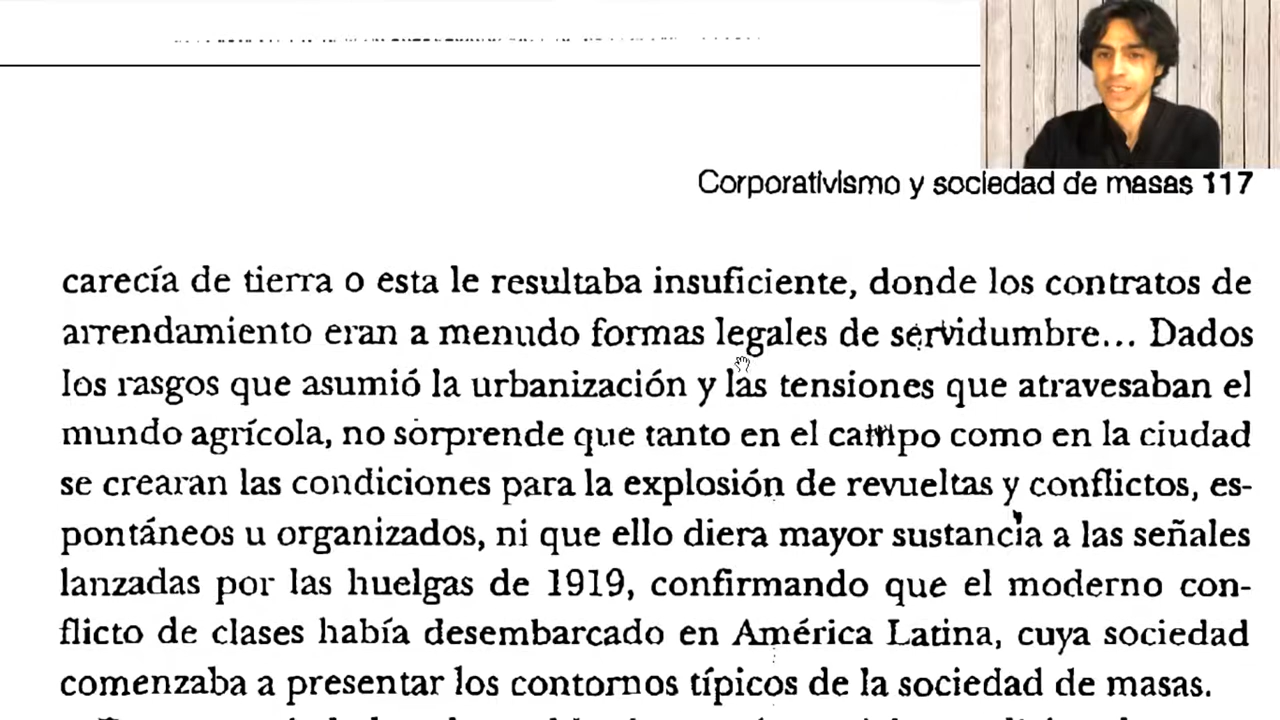 Corporativismo y sociedad de masas 117
carecía de tierra o esta le resultaba insuficiente, donde los contratos de
arrendamiento eran a menudo formas legales de servidumbre... Dados
los rasgos que asumió la urbanización y las tensiones que atravesaban el
mundo agrícola, no sorprende que tanto en el campo como en la ciudad
se crearan las condiciones para la explosión de revueltas y conflictos, es-
pontáneos u organizados, ni que ello diera mayor sustancia a las señales
lanzadas por las huelgas de 1919, confirmando que el moderno con-
flicto de clases había desembarcado en América Latina, cuya sociedad
comenzaba a presentar los contornos típicos de la sociedad de masas.